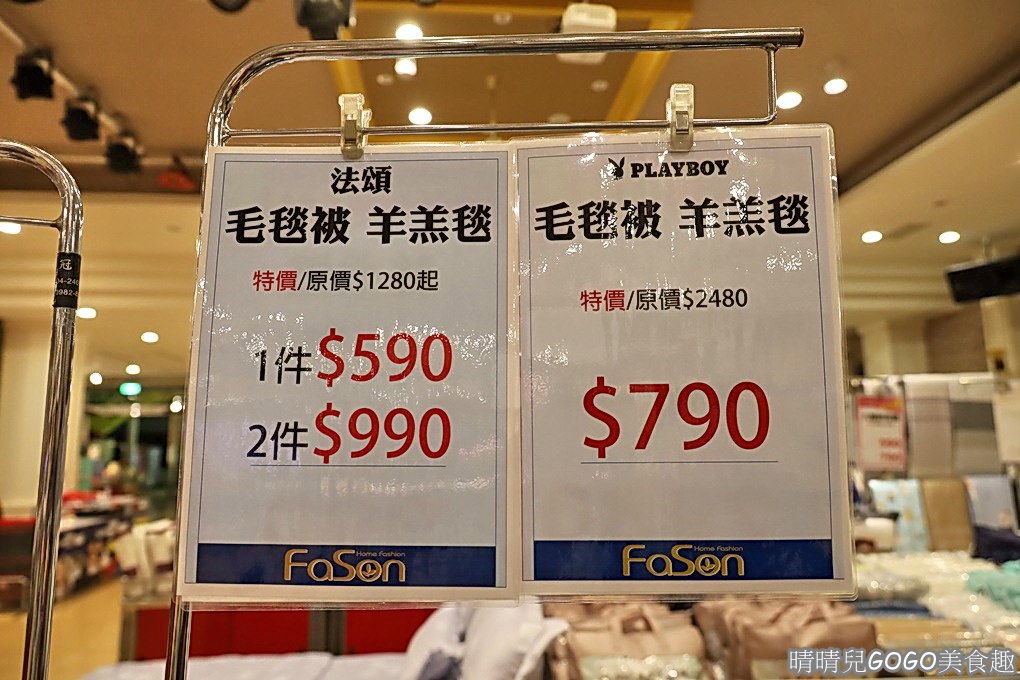 法頌
毛毯被 羊羔毯
特價/原價$1280起
1件$590
2件$990
FaSon
Home Fashion
PLAYBOY
毛毯被 羊羔毯
特價/原價$2480
$790
FaSon
Home Fashion
冠
晴晴兒GOGO美食趣